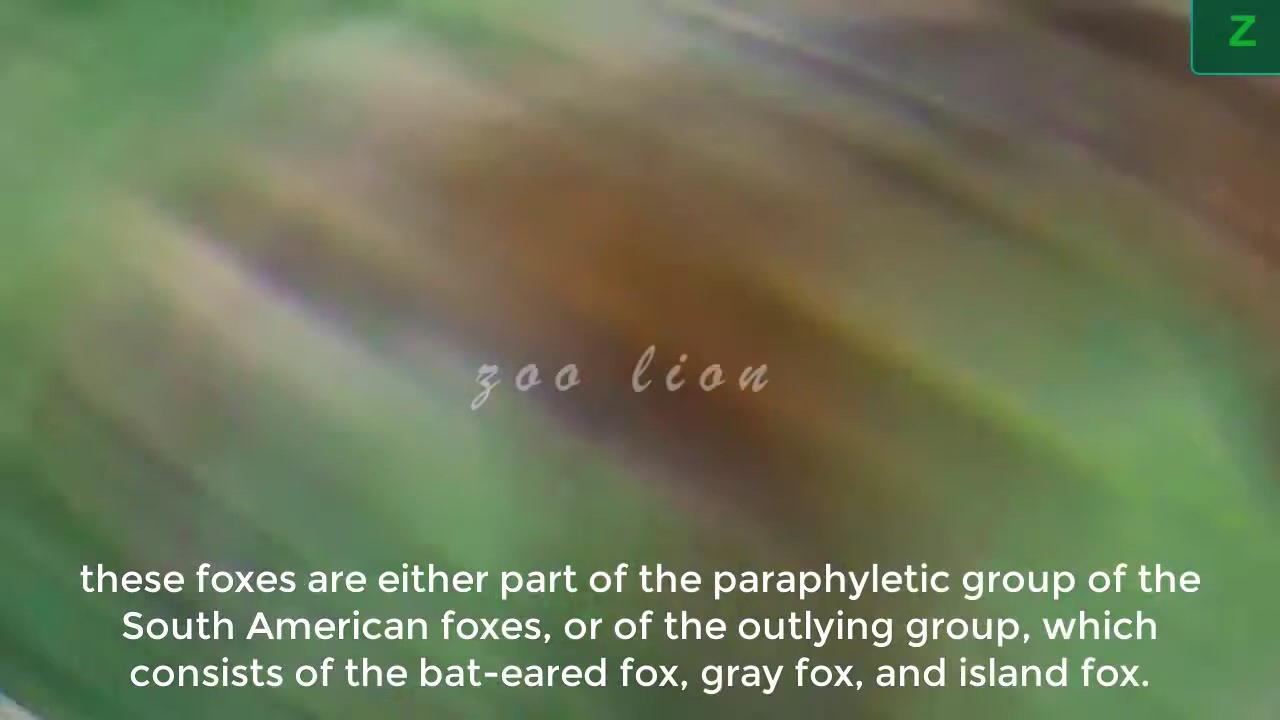 Z
zoo lion
these foxes are either part of the paraphyletic group of the
South American foxes, or of the outlying group, which
consists of the bat-eared fox, gray fox, and island fox.